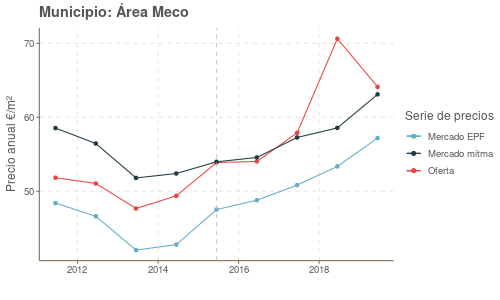 Municipio: Área Meco
Precio anual €/m²
70
60
50
2012
2014
2016
2018
Serie de precios
Mercado EPF
Mercado mitma
Oferta